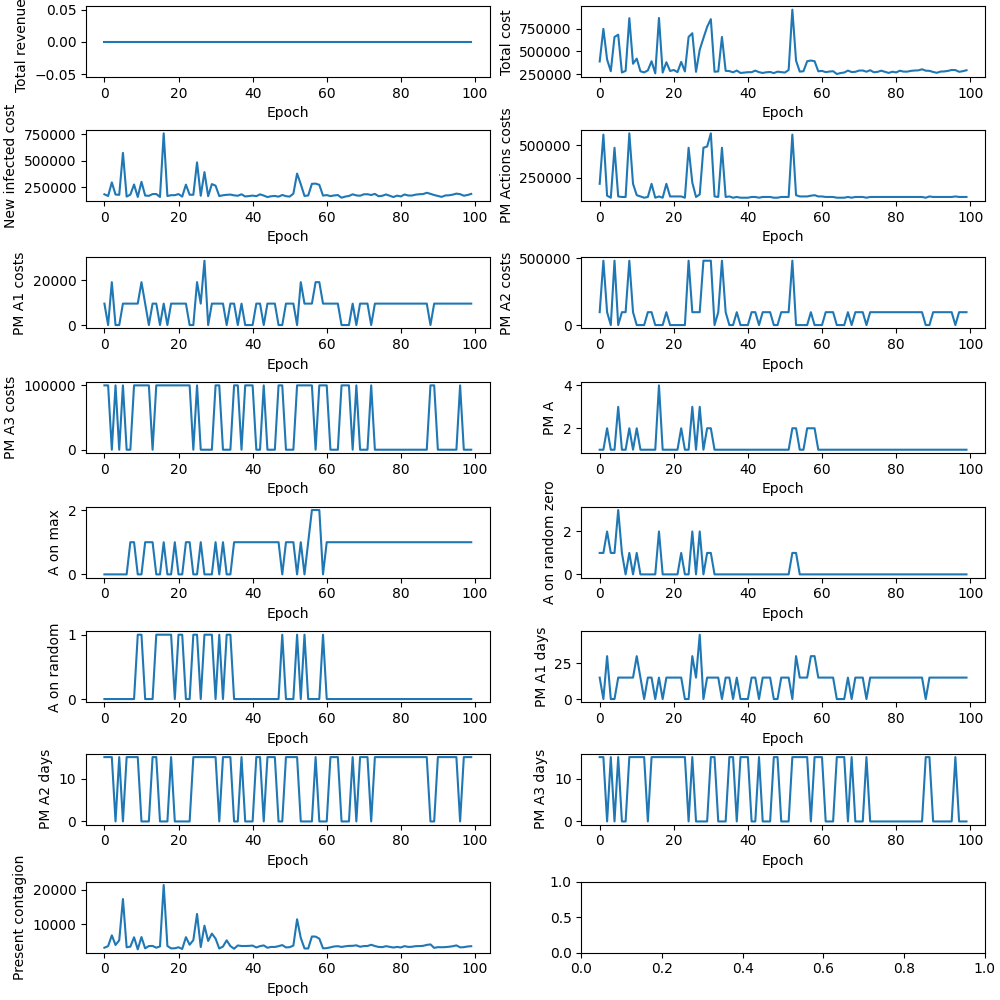 Total revenue
0.05
0.00
−0.05
0 20 40 60 80 100
Epoch
Total cost
750000
500000
250000
0 20 40 60 80 100
Epoch
New infected cost
750000
500000
250000
0 20 40 60 80 100
Epoch
PM Actions costs
500000
250000
0 20 40 60 80 100
Epoch
PM A1 costs
20000
0
0 20 40 60 80 100
Epoch
PM A2 costs
500000
0
0 20 40 60 80 100
Epoch
PM A3 costs
100000
0
0 20 40 60 80 100
Epoch
PM A
4
2
0 20 40 60 80 100
Epoch
A on max
2
0
0 20 40 60 80 100
Epoch
A on random zero
2
0
0 20 40 60 80 100
Epoch
A on random
1
0
0 20 40 60 80 100
Epoch
PM A1 days
25
0
0 20 40 60 80 100
Epoch
PM A2 days
10
0
0 20 40 60 80 100
Epoch
PM A3 days
10
0
0 20 40 60 80 100
Epoch
Present contagion
20000
10000
0 20 40 60 80 100
Epoch
1.0
0.5
0.0
0.0 0.2 0.4 0.6 0.8 1.0